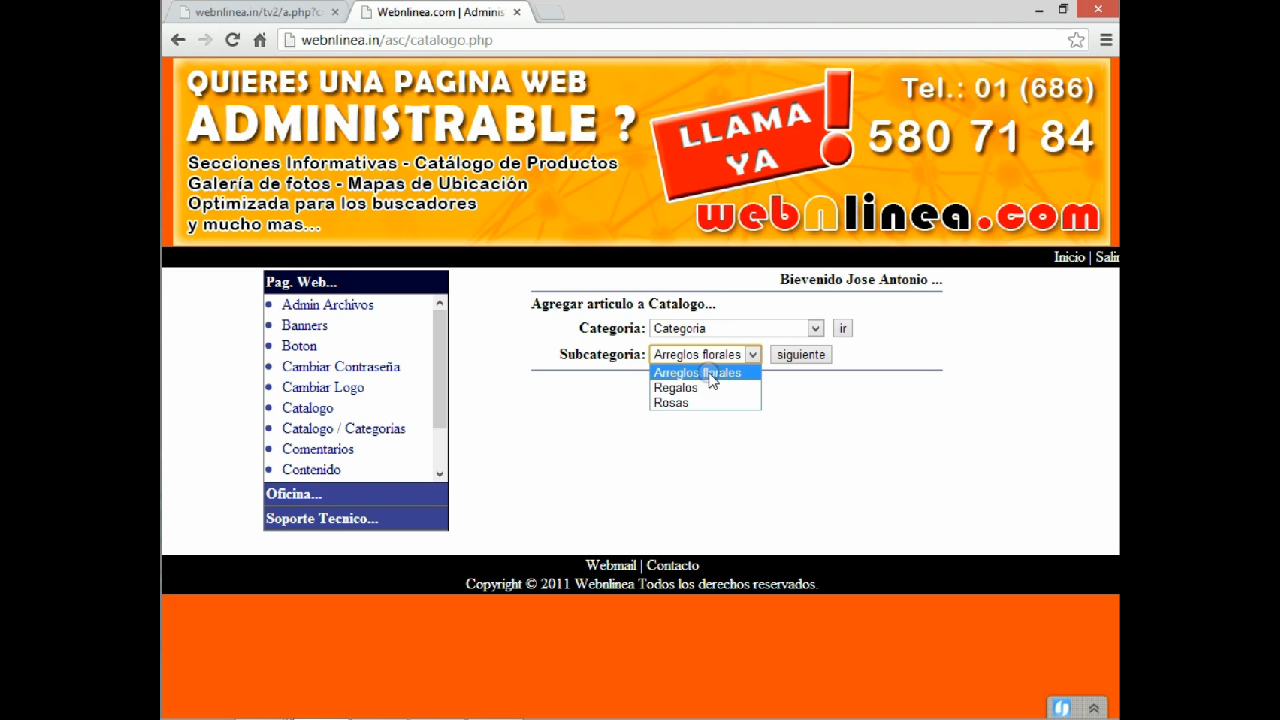 webnlinea.in/tv2/a.php?c
Webnlinea.com | Adminis
webnlinea.in/asc/catalogo.php
QUIERES UNA PAGINA WEB
ADMINISTRABLE ?
Secciones Informativas - Catálogo de Productos
Galería de fotos - Mapas de Ubicación
Optimizada para los buscadores
y mucho mas...
LLAMA
YA
!
Tel.: 01 (686)
580 71 84
webnlinea.com
Inicio | Salir
Pag. Web...
Admin Archivos
Banners
Boton
Cambiar Contraseña
Cambiar Logo
Catalogo
Catalogo / Categorias
Comentarios
Contenido
Oficina...
Soporte Tecnico...
Bievenido Jose Antonio ...
Agregar articulo a Catalogo...
Categoria: Categoria ir
Subcategoria: Arreglos florales siguiente
Arreglos florales
Regalos
Rosas
Webmail | Contacto
Copyright © 2011 Webnlinea Todos los derechos reservados.